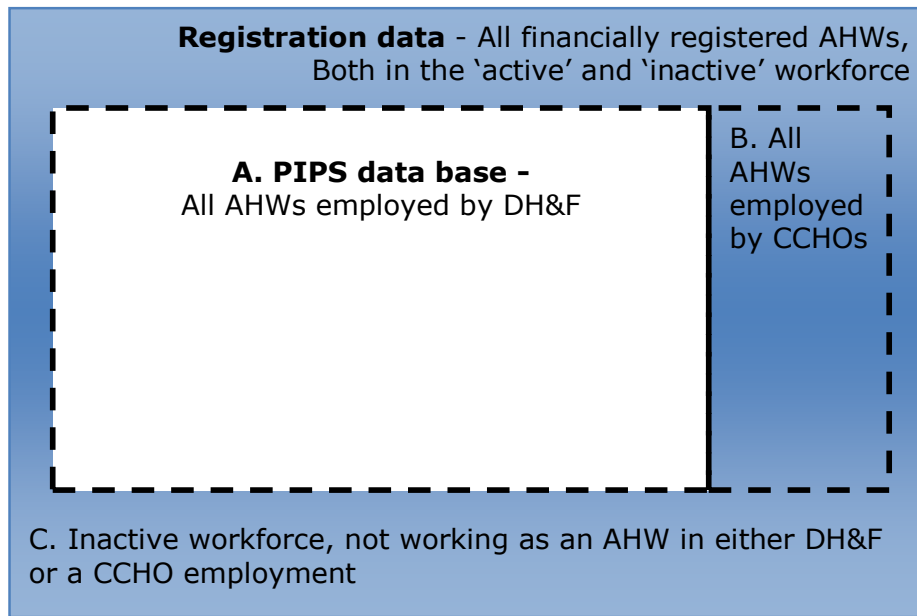 Registration data - All financially registered AHWs,
Both in the ‘active’ and ‘inactive’ workforce
A. PIPS data base -
All AHWs employed by DH&F
B. All
AHWs
employed
by CCHOs
C. Inactive workforce, not working as an AHW in either DH&F
or a CCHO employment